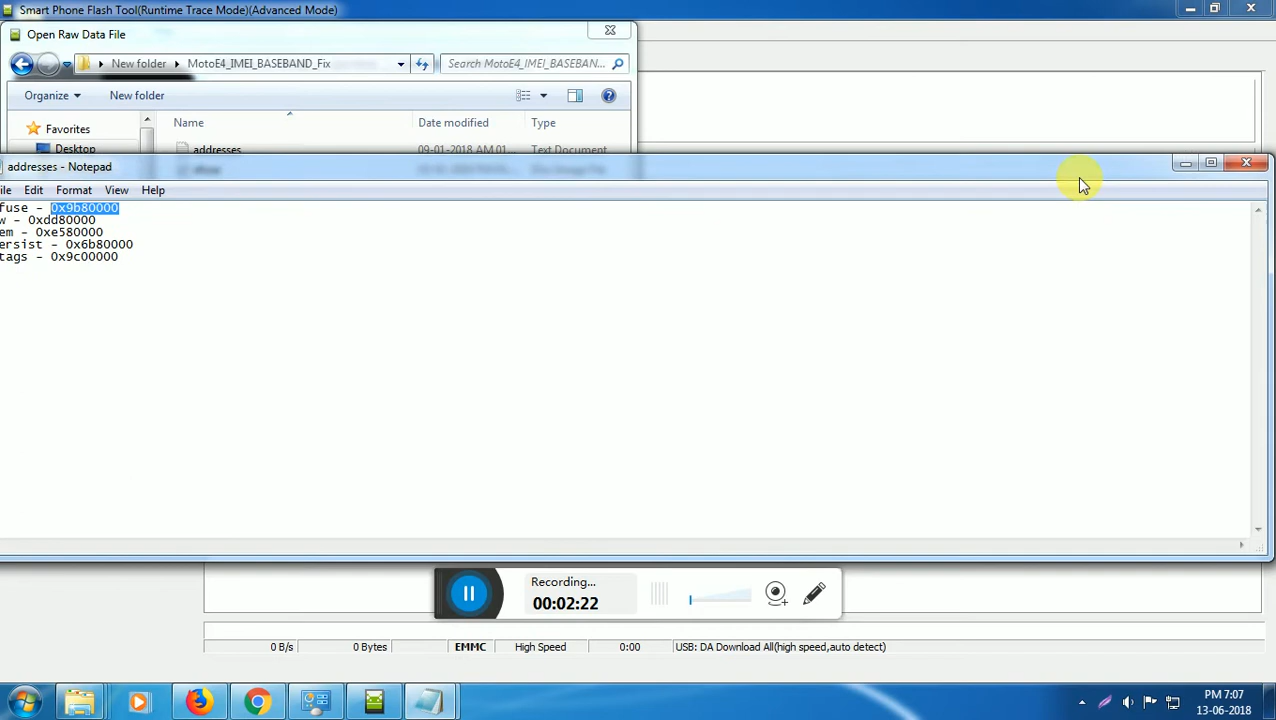 Smart Phone Flash Tool(Runtime Trace Mode)(Advanced Mode)
Open Raw Data File
New folder
MotoE4_IMEI_BASEBAND_Fix
Search MotoE4_IMEI_BASEBAN...
Organize
New folder
Favorites
Name
Date modified
Type
Desktop
addresses
09-01-2018 AM 01...
Text Document
addresses - Notepad
ile Edit Format View Help
fuse - 0x9b80000
w - 0xdd80000
em - 0xe580000
ersist - 0x6b80000
tags - 0x9c00000
Recording...
00:02:22
0 B/s
0 Bytes
EMMC
High Speed
0:00
USB: DA Download All(high speed,auto detect)
PM 7:07
13-06-2018